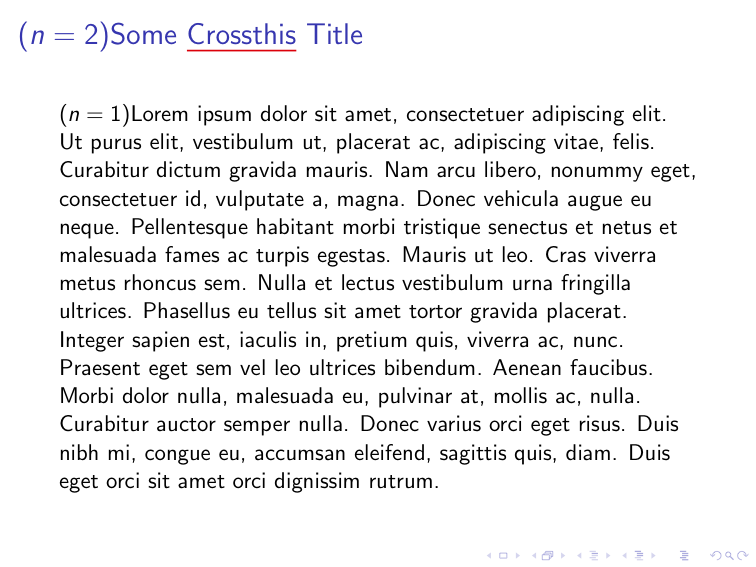 (n = 2)Some Crossthis Title
(n = 1)Lorem ipsum dolor sit amet, consectetuer adipiscing elit.
Ut purus elit, vestibulum ut, placerat ac, adipiscing vitae, felis.
Curabitur dictum gravida mauris. Nam arcu libero, nonummy eget,
consectetuer id, vulputate a, magna. Donec vehicula augue eu
neque. Pellentesque habitant morbi tristique senectus et netus et
malesuada fames ac turpis egestas. Mauris ut leo. Cras viverra
metus rhoncus sem. Nulla et lectus vestibulum urna fringilla
ultrices. Phasellus eu tellus sit amet tortor gravida placerat.
Integer sapien est, iaculis in, pretium quis, viverra ac, nunc.
Praesent eget sem vel leo ultrices bibendum. Aenean faucibus.
Morbi dolor nulla, malesuada eu, pulvinar at, mollis ac, nulla.
Curabitur auctor semper nulla. Donec varius orci eget risus. Duis
nibh mi, congue eu, accumsan eleifend, sagittis quis, diam. Duis
eget orci sit amet orci dignissim rutrum.